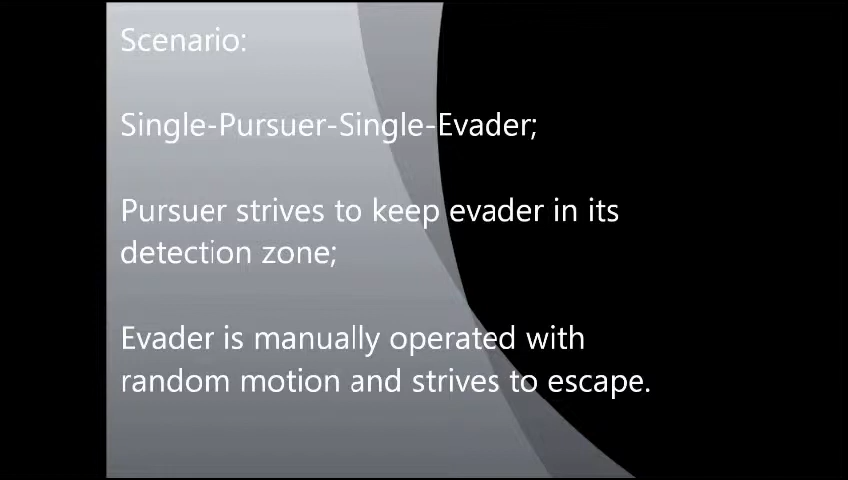 Scenario:
Single-Pursuer-Single-Evader;
Pursuer strives to keep evader in its
detection zone;
Evader is manually operated with
random motion and strives to escape.